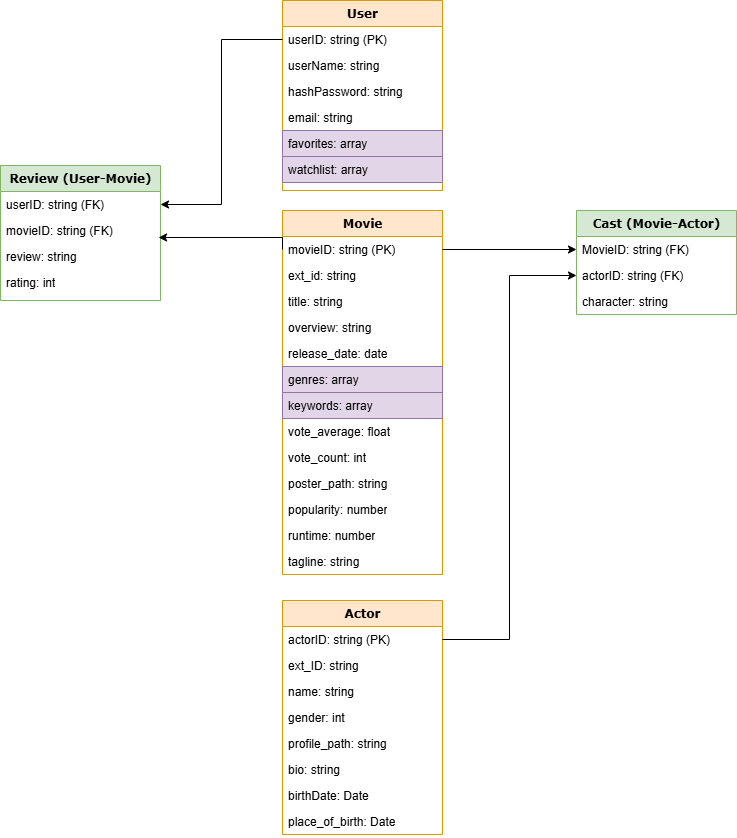 User
userID: string (PK)
userName: string
hashPassword: string
email: string
favorites: array
watchlist: array
Review (User-Movie)
userID: string (FK)
movieID: string (FK)
review: string
rating: int
Movie
movieID: string (PK)
ext_id: string
title: string
overview: string
release_date: date
genres: array
keywords: array
vote_average: float
vote_count: int
poster_path: string
popularity: number
runtime: number
tagline: string
Cast (Movie-Actor)
MovieID: string (FK)
actorID: string (FK)
character: string
Actor
actorID: string (PK)
ext_ID: string
name: string
gender: int
profile_path: string
bio: string
birthDate: Date
place_of_birth: Date